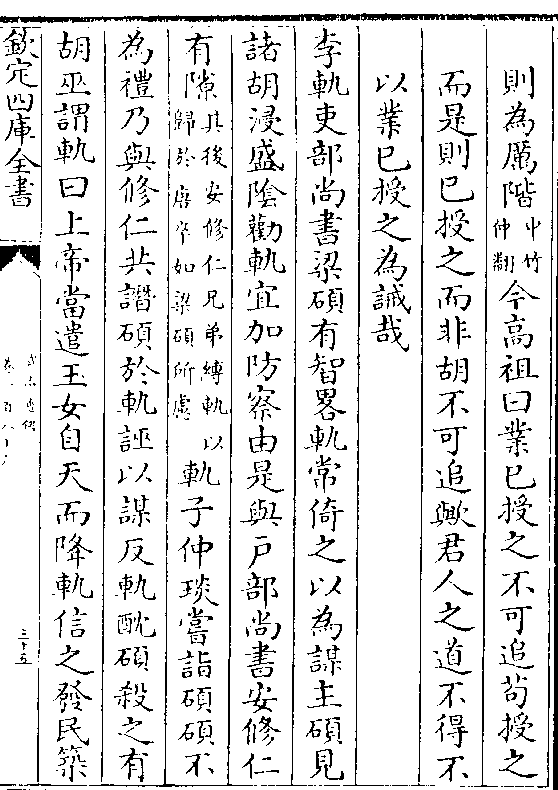 則為厲階中竹仲翻今高祖曰業已授之不可追茍授之
而是則已授之而非胡不可追歟君人之道不得不
以業已授之為誡哉
李軌吏部尚書梁碩有智畧軌常倚之以為謀主碩見
諸胡浸盛陰勸軌宜加防察由是與戸部尚書安修仁
有隙其後安修仁兄弟縛軌以歸於唐卒如梁碩所慮軌子仲琰嘗詣碩碩不
為禮乃與修仁共譖碩於軌誣以謀反軌酖碩殺之有
胡巫謂軌曰上帝當遣玉女自天而降軌信之發民築
欽定四庫全書
三十五